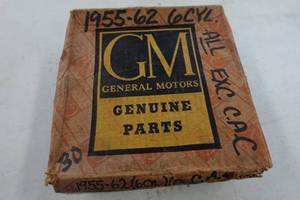 1955-62 6CYL.
ALL EXC. C.A.C
GM
GENERAL MOTORS
GENUINE
PARTS
30
1955-62 (6CYL)